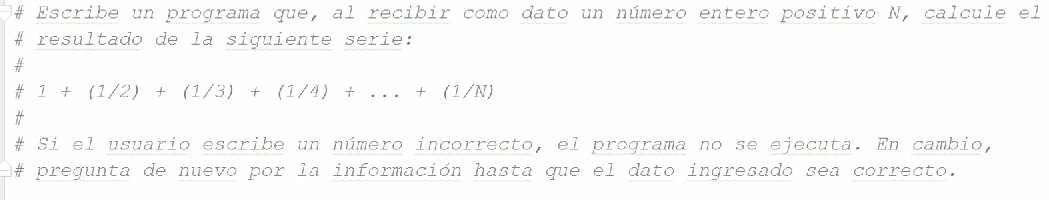 # Escribe un programa que, al recibir como dato un número entero positivo N, calcule el
# resultado de la siguiente serie:
#
# 1 + (1/2) + (1/3) + (1/4) + ... + (1/N)
#
# Si el usuario escribe un número incorrecto, el programa no se ejecuta. En cambio,
# pregunta de nuevo por la información hasta que el dato ingresado sea correcto.